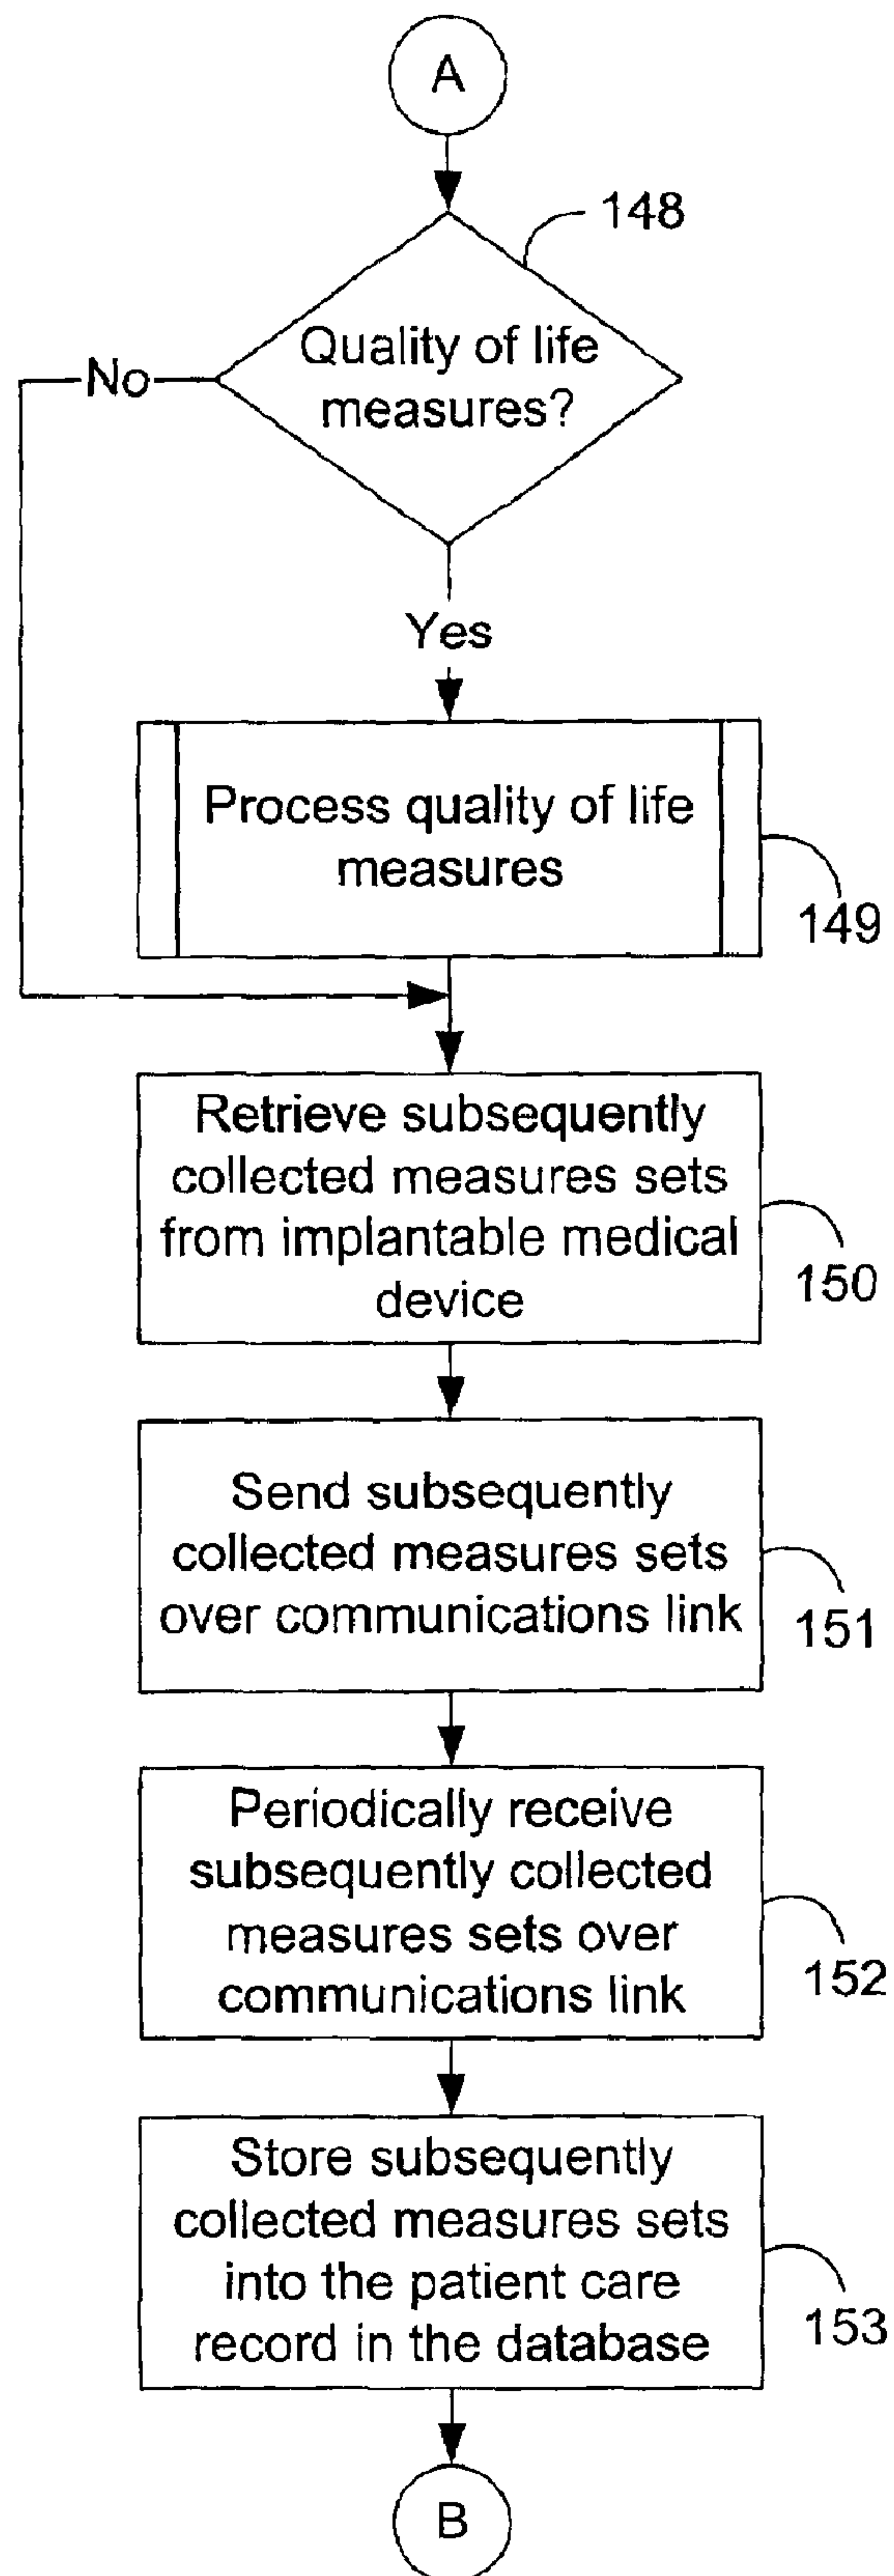 A
148
Quality of life
measures?
No
Yes
Process quality of life
measures
149
Retrieve subsequently
collected measures sets
from implantable medical
device
150
Send subsequently
collected measures sets
over communications link
151
Periodically receive
subsequently collected
measures sets over
communications link
152
Store subsequently
collected measures sets
into the patient care
record in the database
153
B